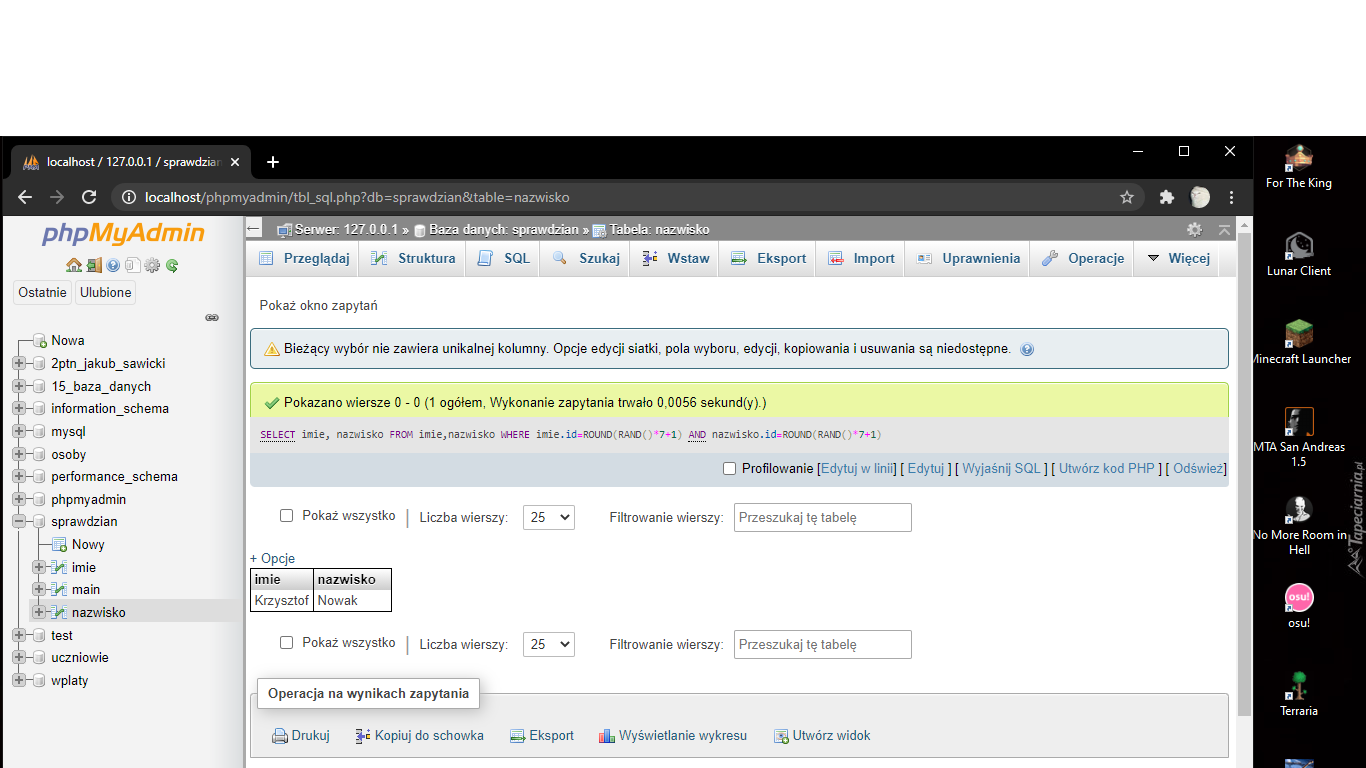 localhost / 127.0.0.1 / sprawdzian
localhost/phpmyadmin/tbl_sql.php?db=sprawdzian&table=nazwisko
phpMyAdmin
Ostatnie Ulubione
Nowa
2ptn_jakub_sawicki
15_baza_danych
information_schema
mysql
osoby
performance_schema
phpmyadmin
sprawdzian
Nowy
imie
main
nazwisko
test
uczniowie
wplaty
Serwer: 127.0.0.1 » Baza danych: sprawdzian » Tabela: nazwisko
Przeglądaj Struktura SQL Szukaj Wstaw Eksport Import Uprawnienia Operacje Więcej
Pokaż okno zapytań
Bieżący wybór nie zawiera unikalnej kolumny. Opcje edycji siatki, pola wyboru, edycji, kopiowania i usuwania są niedostępne.
Pokazano wiersze 0 - 0 (1 ogółem, Wykonanie zapytania trwało 0,0056 sekund(y).)
SELECT imie, nazwisko FROM imie,nazwisko WHERE imie.id=ROUND(RAND()*7+1) AND nazwisko.id=ROUND(RAND()*7+1)
Profilowanie [Edytuj w linii] [ Edytuj ] [ Wyjaśnij SQL ] [ Utwórz kod PHP ] [ Odśwież]
Pokaż wszystko | Liczba wierszy: 25 Filtrowanie wierszy: Przeszukaj tę tabelę
+ Opcje
imie nazwisko
Krzysztof Nowak
Pokaż wszystko | Liczba wierszy: 25 Filtrowanie wierszy: Przeszukaj tę tabelę
Operacja na wynikach zapytania
Drukuj Kopiuj do schowka Eksport Wyświetlanie wykresu Utwórz widok
For The King
Lunar Client
Minecraft Launcher
MTA San Andreas
1.5
No More Room in
Hell
osu!
osu!
Terraria
Tapeciarnia.pl